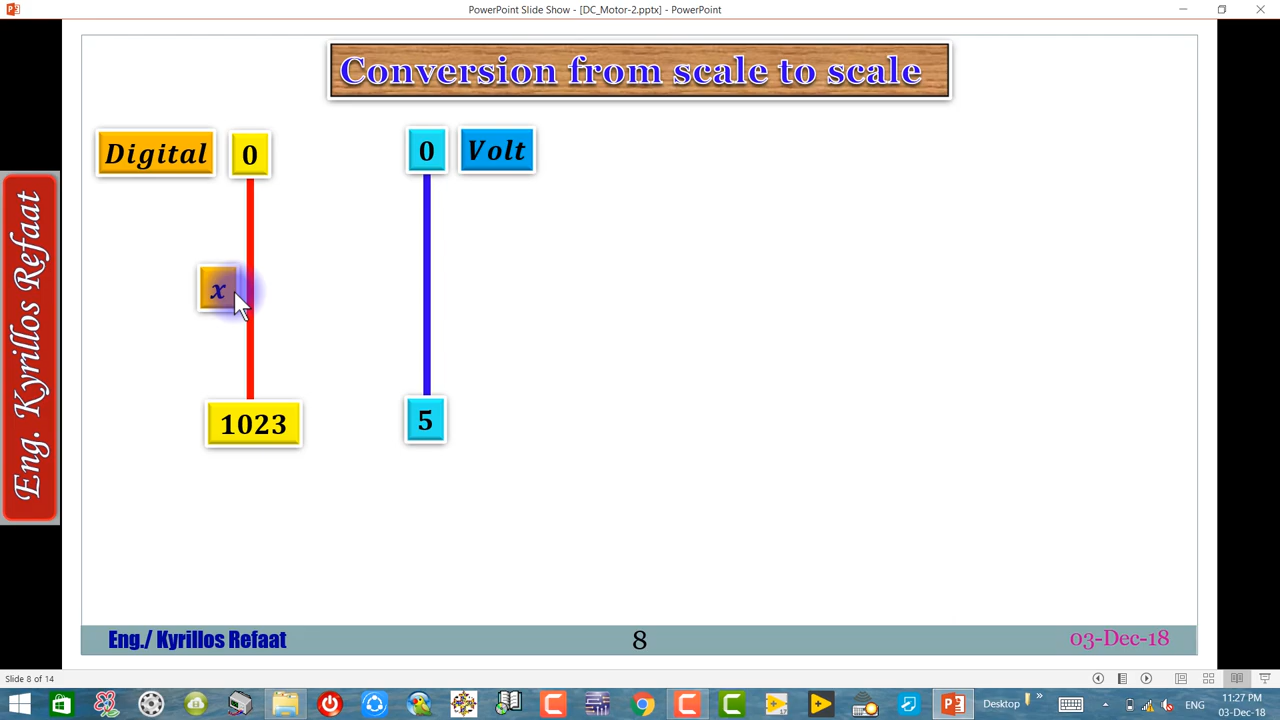 PowerPoint Slide Show - [DC_Motor-2.pptx] - PowerPoint
Conversion from scale to scale
Digital 0
0 Volt
x
1023
5
Eng. Kyrillos Refaat
Eng./ Kyrillos Refaat
8
03-Dec-18
Slide 8 of 14
Desktop
ENG
11:27 PM
03-Dec-18